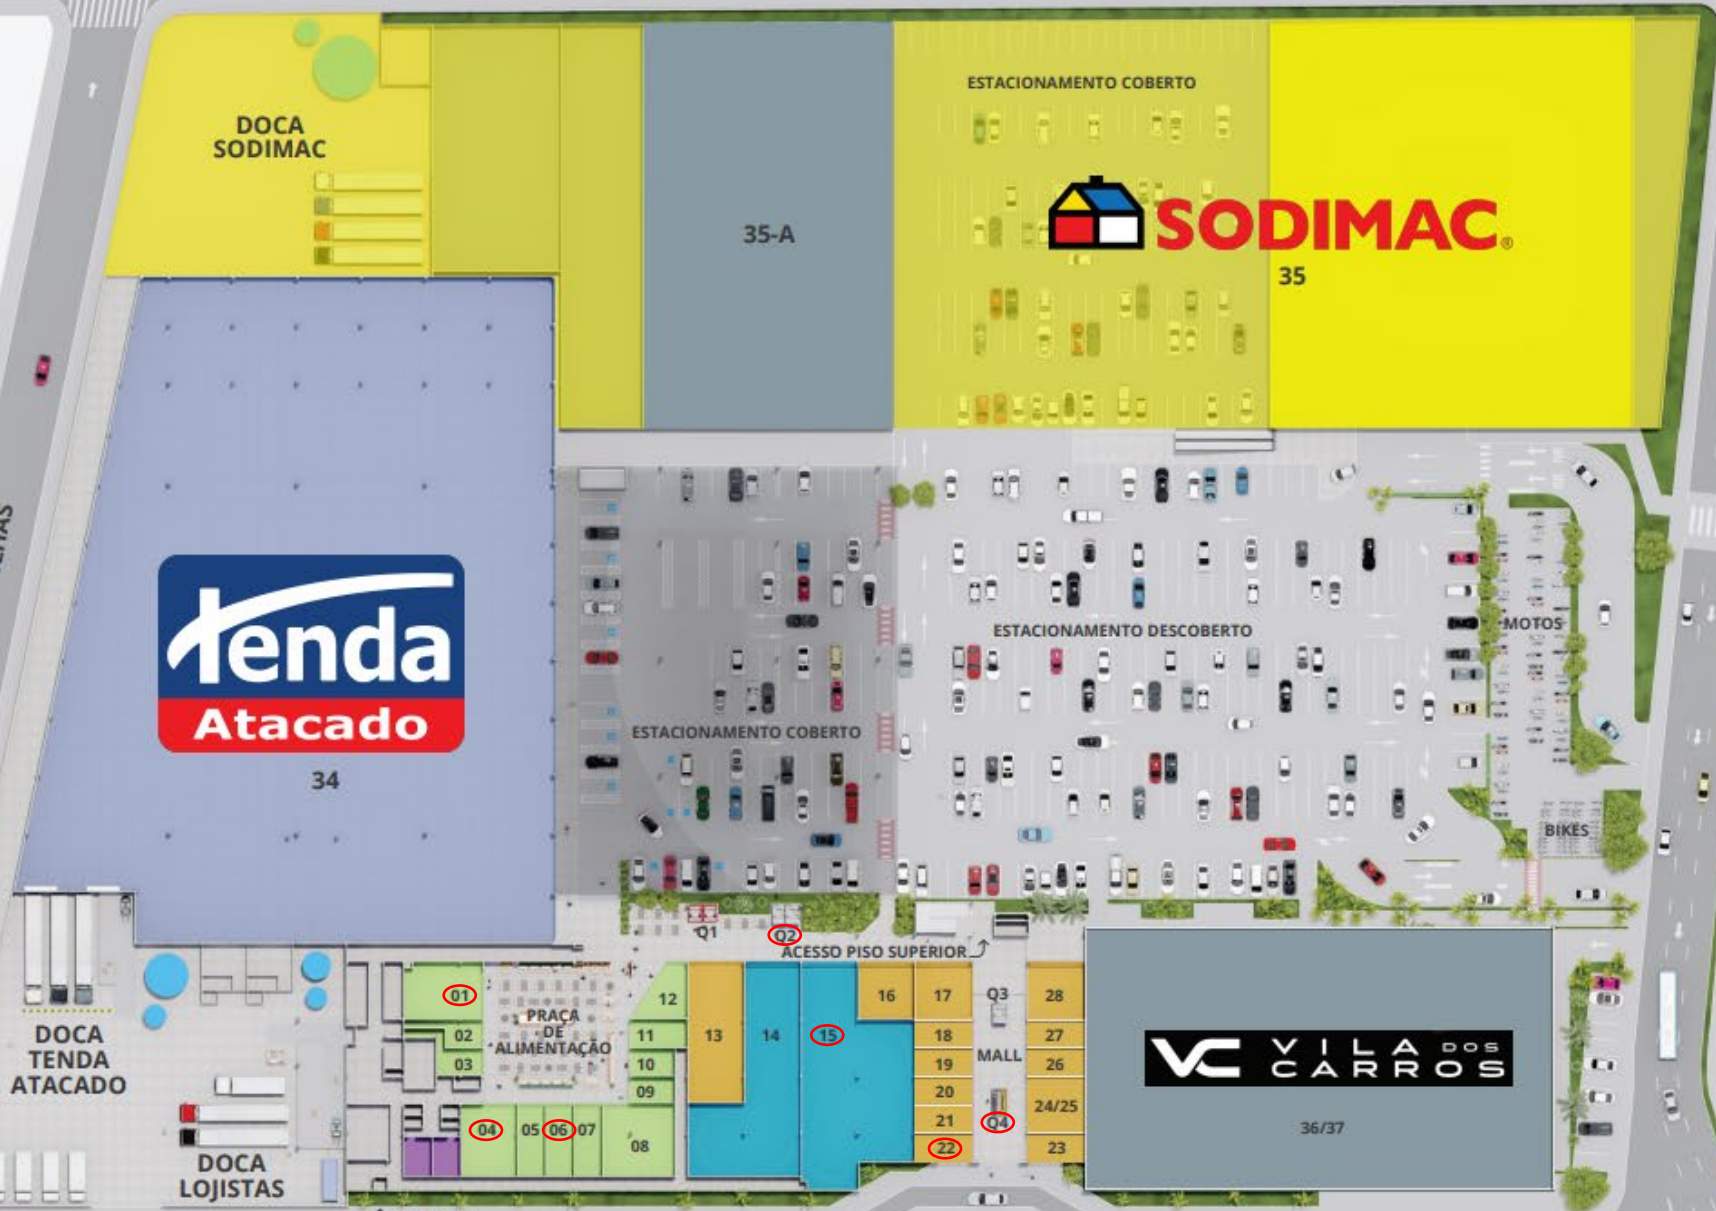 ESTACIONAMENTO COBERTO
DOCA
SODIMAC
35-A
SODIMAC®
35
tenda
Atacado
34
ESTACIONAMENTO DESCOBERTO
MOTOS
ESTACIONAMENTO COBERTO
BIKES
Q1
Q2
ACESSO PISO SUPERIOR
01
02
03
PRAÇA
DE
ALIMENTAÇÃO
12
11
10
09
13
14
15
16
17
18
19
20
21
22
Q3
MALL
Q4
28
27
26
24/25
23
VC VILA DOS
CARROS
36/37
04
05
06
07
08
DOCA
TENDA
ATACADO
DOCA
LOJISTAS